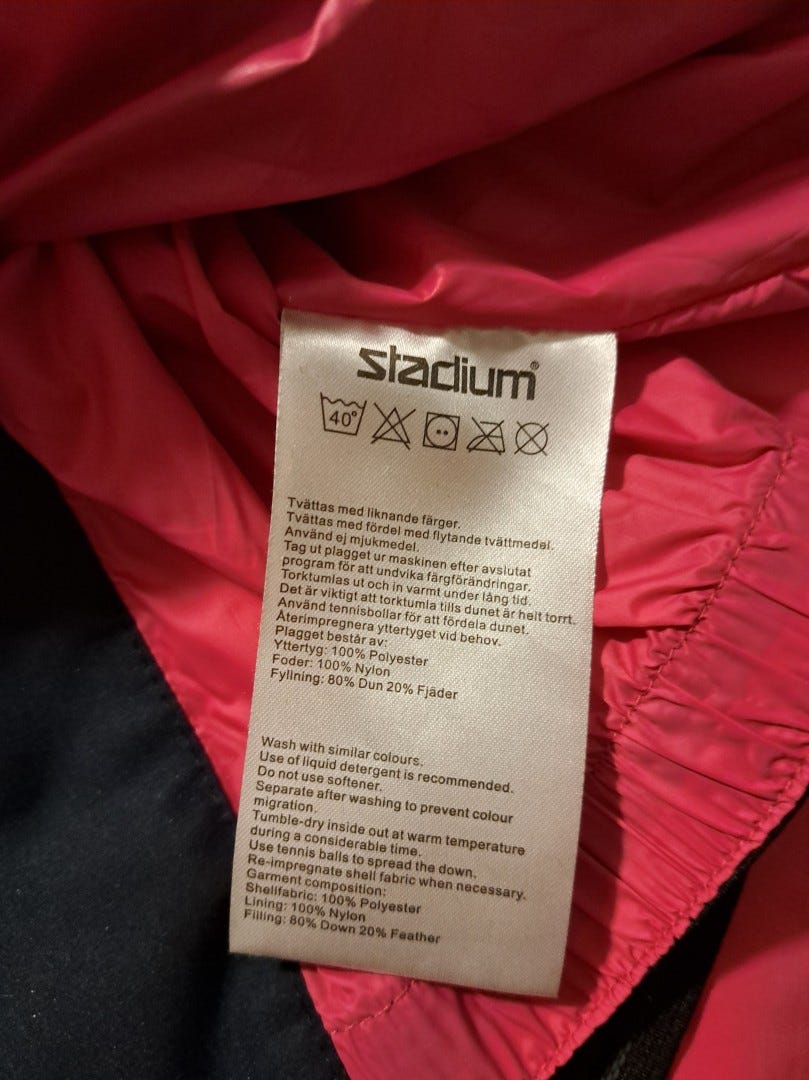 stadium®
40°
Tvättas med liknande färger.
Tvättas med fördel med flytande tvättmedel.
Använd ej mjukmedel.
Tag ut plagget ur maskinen efter avslutat
program för att undvika färgförändringar.
Torktumlas ut och in varmt under lång tid.
Det är viktigt att torktumla tills dunet är helt torrt.
Använd tennisbollar för att fördela dunet.
Återimpregnera yttertyget vid behov.
Plagget består av:
Yttertyg: 100% Polyester
Foder: 100% Nylon
Fyllning: 80% Dun 20% Fjäder
Wash with similar colours.
Use of liquid detergent is recommended.
Do not use softener.
Separate after washing to prevent colour
migration.
Tumble-dry inside out at warm temperature
during a considerable time.
Use tennis balls to spread the down.
Re-impregnate shell fabric when necessary.
Garment composition:
Shellfabric: 100% Polyester
Lining: 100% Nylon
Filling: 80% Down 20% Feather